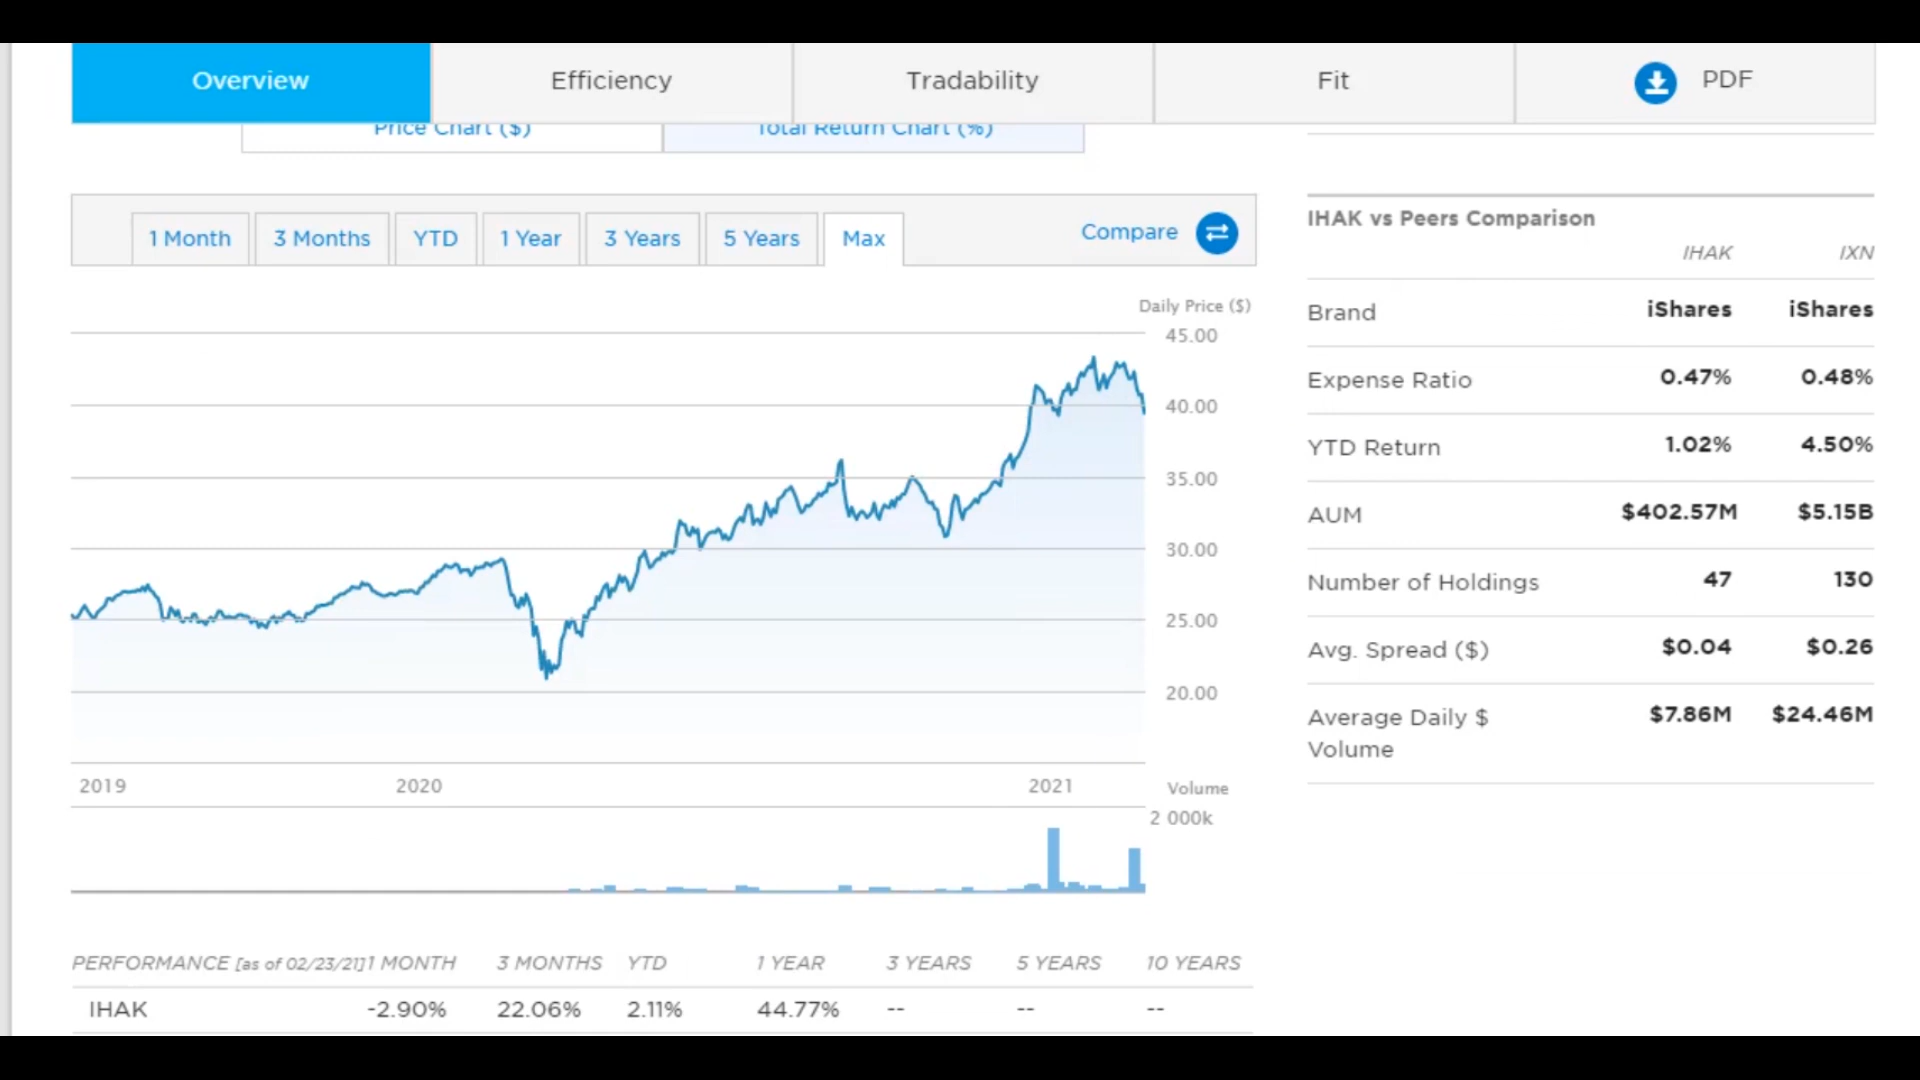 Overview Efficiency Tradability Fit PDF
Price Chart ($) Total Return Chart (%)
1 Month 3 Months YTD 1 Year 3 Years 5 Years Max Compare
Daily Price ($)
45.00
40.00
35.00
30.00
25.00
20.00
2019 2020 2021
Volume
2 000k
PERFORMANCE [as of 02/23/21] 1 MONTH 3 MONTHS YTD 1 YEAR 3 YEARS 5 YEARS 10 YEARS
IHAK -2.90% 22.06% 2.11% 44.77% -- -- --
IHAK vs Peers Comparison
IHAK IXN
Brand iShares iShares
Expense Ratio 0.47% 0.48%
YTD Return 1.02% 4.50%
AUM $402.57M $5.15B
Number of Holdings 47 130
Avg. Spread ($) $0.04 $0.26
Average Daily $ $7.86M $24.46M
Volume